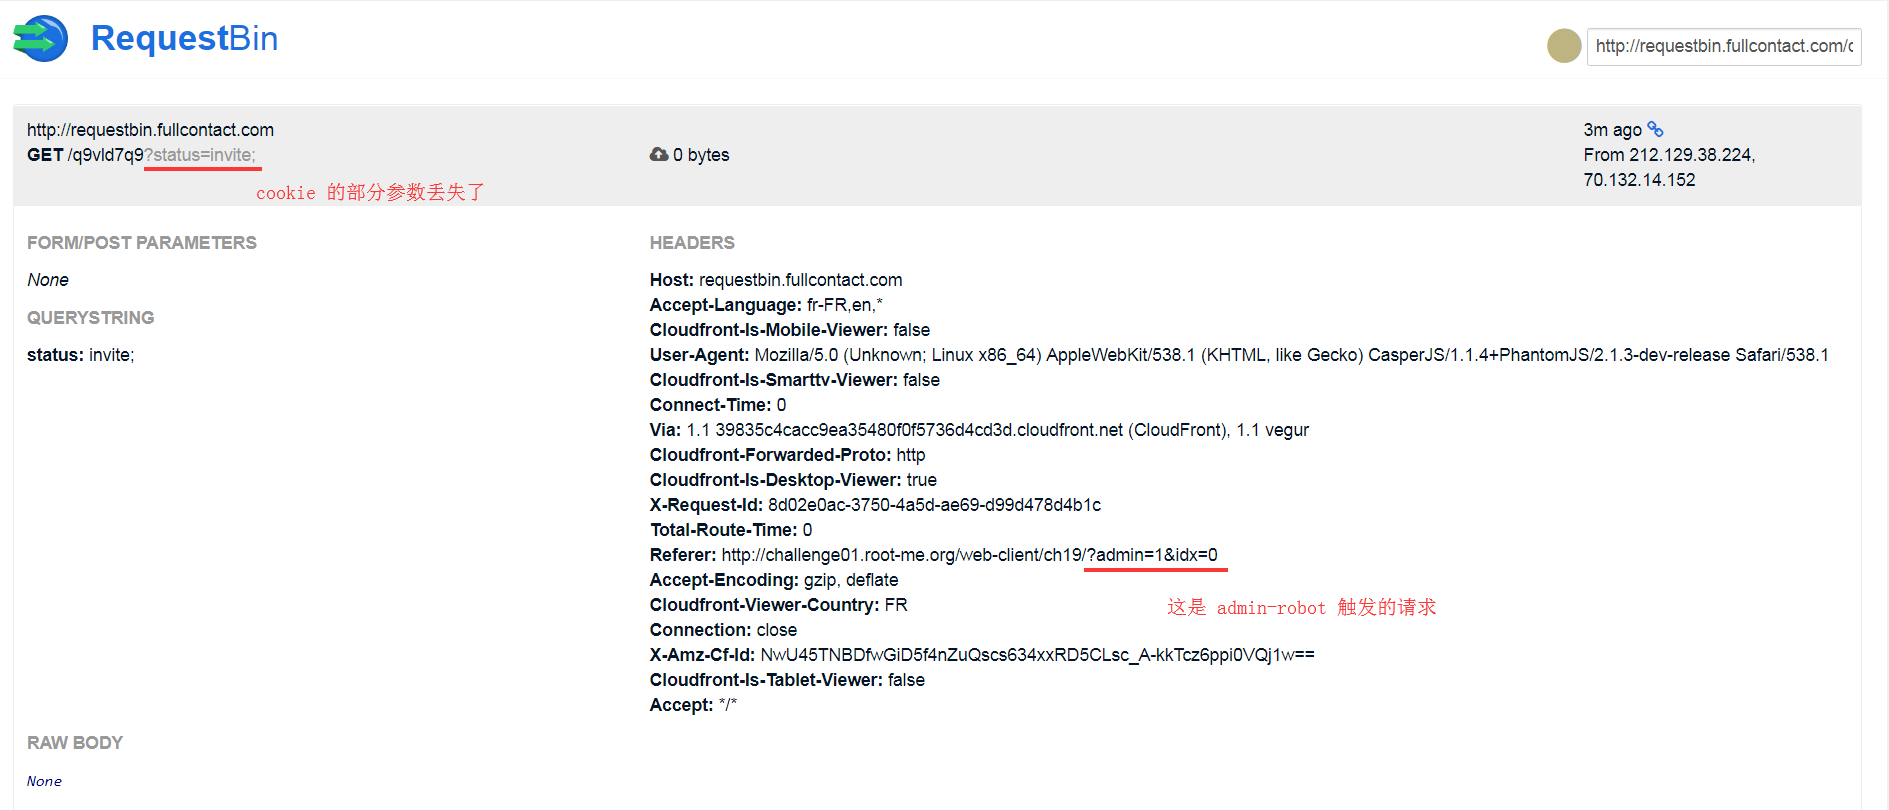 RequestBin
http://requestbin.fullcontact.com/c
http://requestbin.fullcontact.com
GET /q9vld7q9?status=invite;
0 bytes
3m ago
From 212.129.38.224,
70.132.14.152
cookie 的部分参数丢失了
FORM/POST PARAMETERS
None
QUERYSTRING
status: invite;
HEADERS
Host: requestbin.fullcontact.com
Accept-Language: fr-FR,en,*
Cloudfront-Is-Mobile-Viewer: false
User-Agent: Mozilla/5.0 (Unknown; Linux x86_64) AppleWebKit/538.1 (KHTML, like Gecko) CasperJS/1.1.4+PhantomJS/2.1.3-dev-release Safari/538.1
Cloudfront-Is-Smarttv-Viewer: false
Connect-Time: 0
Via: 1.1 39835c4cacc9ea35480f0f5736d4cd3d.cloudfront.net (CloudFront), 1.1 vegur
Cloudfront-Forwarded-Proto: http
Cloudfront-Is-Desktop-Viewer: true
X-Request-Id: 8d02e0ac-3750-4a5d-ae69-d99d478d4b1c
Total-Route-Time: 0
Referer: http://challenge01.root-me.org/web-client/ch19/?admin=1&idx=0
Accept-Encoding: gzip, deflate
Cloudfront-Viewer-Country: FR
这是 admin-robot 触发的请求
Connection: close
X-Amz-Cf-Id: NwU45TNBDfwGiD5f4nZuQscs634xxRD5CLsc_A-kkTcz6ppi0VQj1w==
Cloudfront-Is-Tablet-Viewer: false
Accept: */*
RAW BODY
None